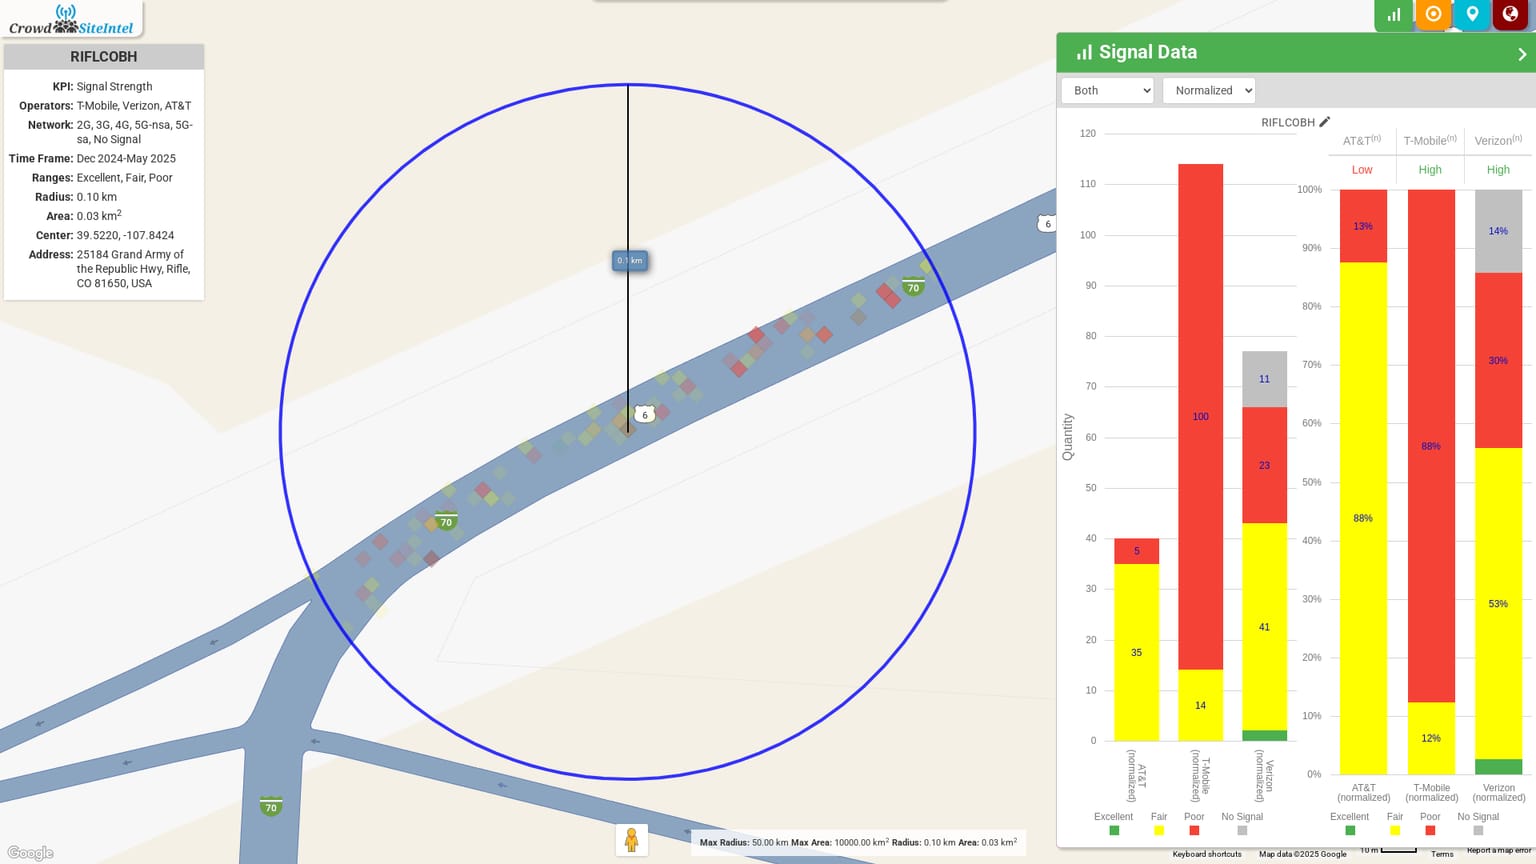 CrowdSiteIntel
RIFLCOBH
KPI: Signal Strength
Operators: T-Mobile, Verizon, AT&T
Network: 2G, 3G, 4G, 5G-nsa, 5G-
sa, No Signal
Time Frame: Dec 2024-May 2025
Ranges: Excellent, Fair, Poor
Radius: 0.10 km
Area: 0.03 km²
Center: 39.5220, -107.8424
Address: 25184 Grand Army of
the Republic Hwy, Rifle,
CO 81650, USA
0.1 km
6
70
6
70
70
Google
Max Radius: 50.00 km Max Area: 10000.00 km² Radius: 0.10 km Area: 0.03 km²
Signal Data
Both
Normalized
RIFLCOBH
Quantity
120
110
100
90
80
70
60
50
40
30
20
10
0
5
35
100
14
11
23
41
AT&T
(normalized)
T-Mobile
(normalized)
Verizon
(normalized)
Excellent Fair Poor No Signal
AT&T(n) T-Mobile(n) Verizon(n)
Low High High
100%
90%
80%
70%
60%
50%
40%
30%
20%
10%
0%
13%
88%
88%
12%
14%
30%
53%
AT&T
(normalized)
T-Mobile
(normalized)
Verizon
(normalized)
Excellent Fair Poor No Signal
Keyboard shortcuts Map data ©2025 Google 10 m Terms Report a map error